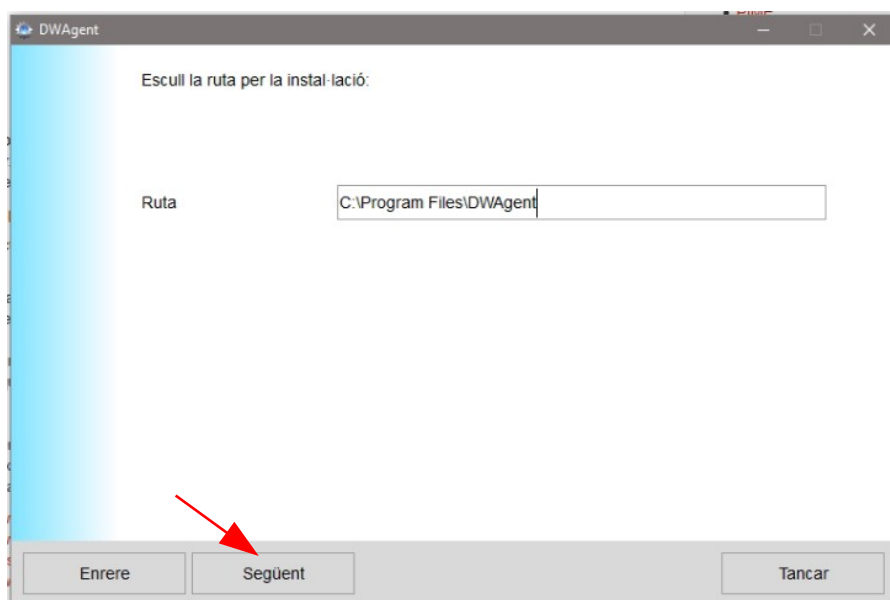 DWAgent
Escull la ruta per la instal·lació:
Ruta
C:\Program Files\DWAgent
Enrere
Següent
Tancar